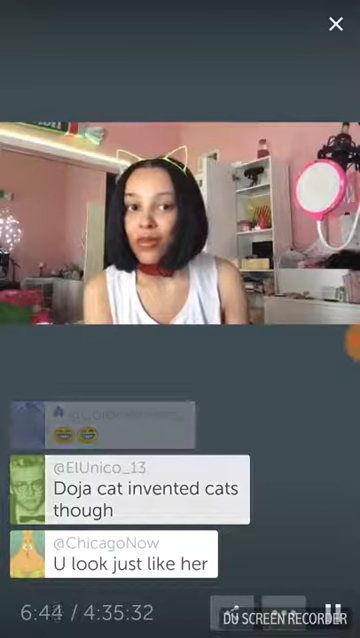 @ElUnico_13
Doja cat invented cats
though
@ChicagoNow
U look just like her
6:44 / 4:35:32
DU SCREEN RECORDER